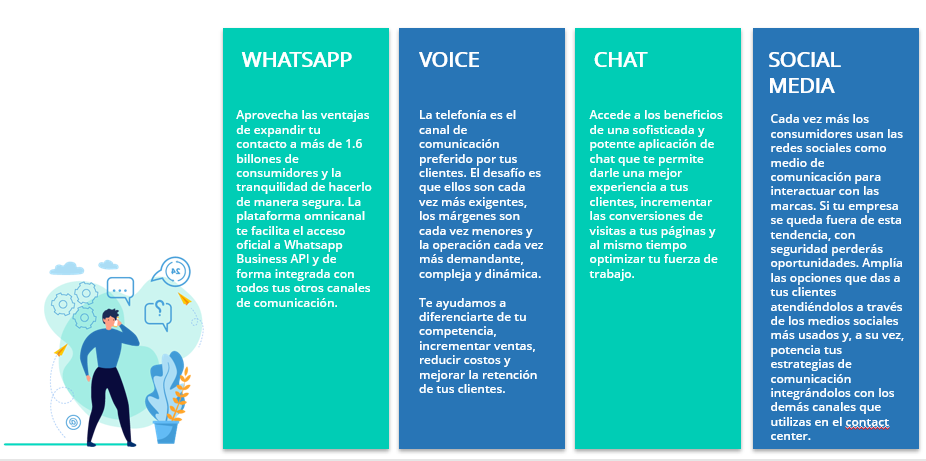 WHATSAPP
Aprovecha las ventajas
de expandir tu
contacto a más de 1.6
billones de
consumidores y la
tranquilidad de hacerlo
de manera segura. La
plataforma omnicanal
te facilita el acceso
oficial a Whatsapp
Business API y de
forma integrada con
todos tus otros canales
de comunicación.
VOICE
La telefonía es el
canal de
comunicación
preferido por tus
clientes. El desafío es
que ellos son cada
vez más exigentes,
los márgenes son
cada vez menores y
la operación cada vez
más demandante,
compleja y dinámica.
Te ayudamos a
diferenciarte de tu
competencia,
incrementar ventas,
reducir costos y
mejorar la retención
de tus clientes.
CHAT
Accede a los beneficios
de una sofisticada y
potente aplicación de
chat que te permite
darle una mejor
experiencia a tus
clientes, incrementar
las conversiones de
visitas a tus páginas y
al mismo tiempo
optimizar tu fuerza de
trabajo.
SOCIAL
MEDIA
Cada vez más los
consumidores usan las
redes sociales como
medio de
comunicación para
interactuar con las
marcas. Si tu empresa
se queda fuera de esta
tendencia, con
seguridad perderás
oportunidades. Amplía
las opciones que das a
tus clientes
atendiéndolos a través
de los medios sociales
más usados y, a su vez,
potencia tus
estrategias de
comunicación
integrándolos con los
demás canales que
utilizas en el contact
center.
24
?
@